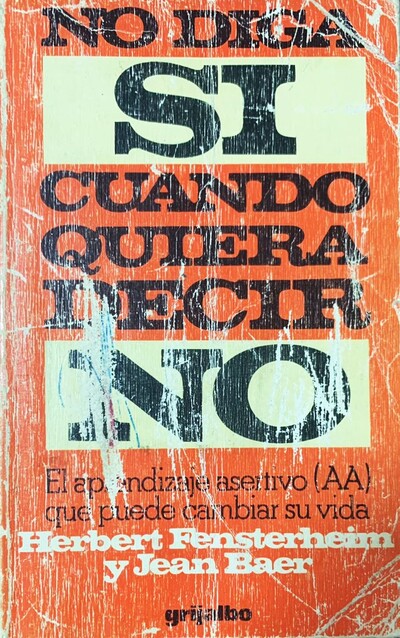 NO DIGA
SI
CUANDO
QUIERA
DECIR
NO
El aprendizaje asertivo (AA)
que puede cambiar su vida
Herbert Fensterheim
y Jean Baer
grijalbo